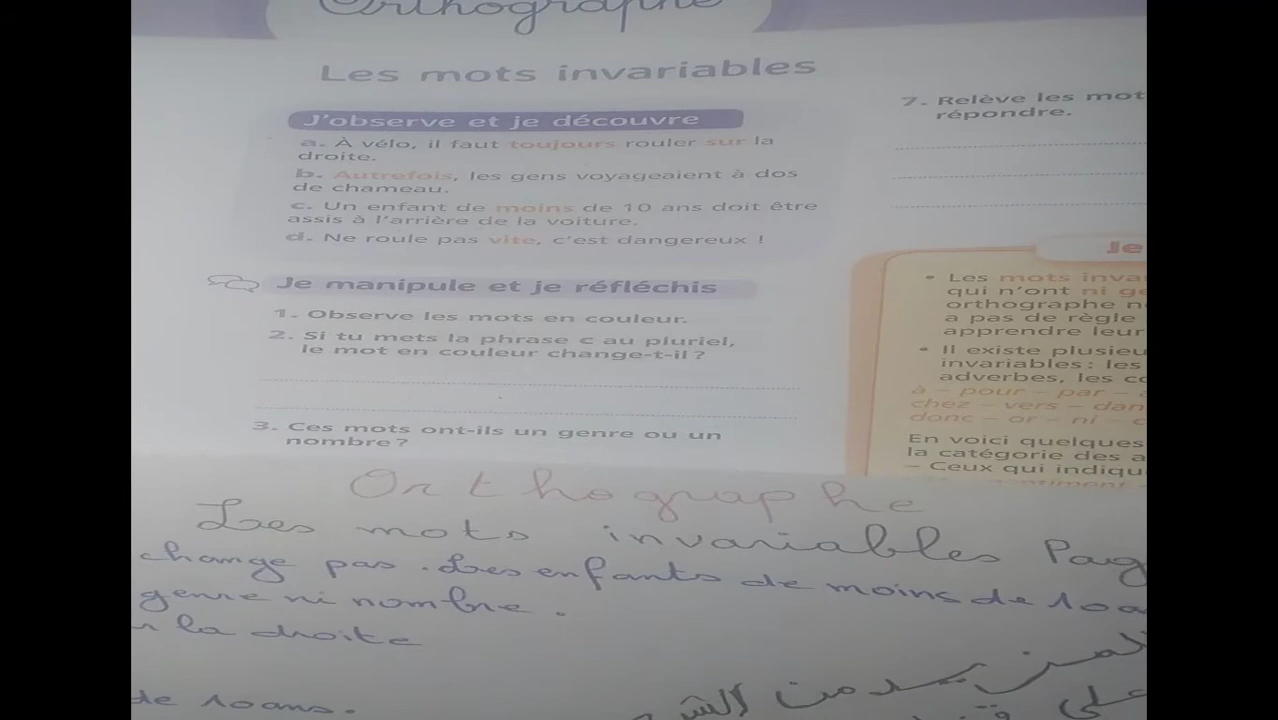 Orthographe
Les mots invariables
J'observe et je découvre
a. À vélo, il faut toujours rouler sur la
droite.
b. Autrefois, les gens voyageaient à dos
de chameau.
c. Un enfant de moins de 10 ans doit être
assis à l'arrière de la voiture.
d. Ne roule pas vite, c'est dangereux !
Je manipule et je réfléchis
1. Observe les mots en couleur.
2. Si tu mets la phrase c au pluriel,
le mot en couleur change-t-il ?
3. Ces mots ont-ils un genre ou un
nombre ?
7. Relève les mot
répondre.
Je
• Les mots inva
qui n'ont ni ge
orthographe n
a pas de règle
apprendre leur
• Il existe plusieu
invariables : les
adverbes, les co
à – pour – par –
chez – vers – dan
donc – or – ni – c
En voici quelques
la catégorie des a
– Ceux qui indiqu
sentiment
Orthographe
Les mots invariables Pag
change pas . Les enfants de moins de 10 a
genre ni nombre .
la droite
de 10 ans .
من
على